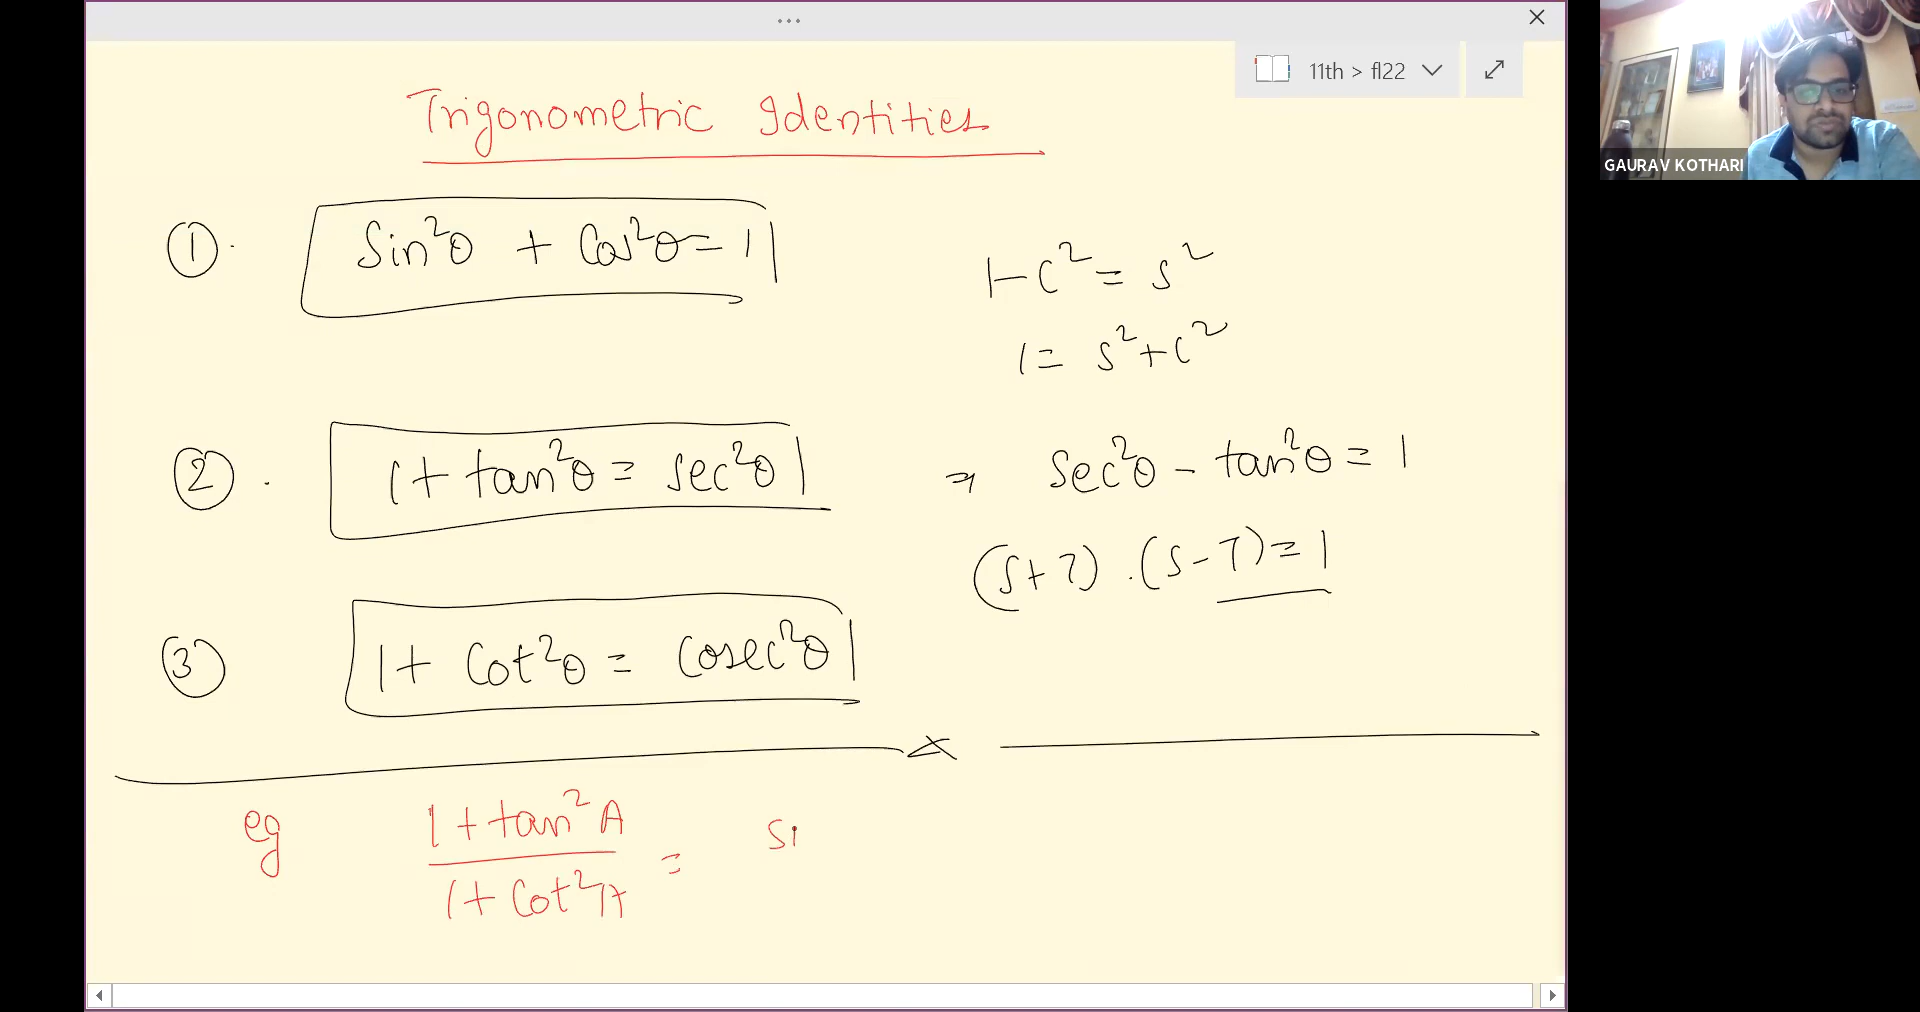 11th > fl22
GAURAV KOTHARI
Trigonometric Identities
① sin²θ + cos²θ = 1
1-c² = s²
1 = s²+c²
② 1 + tan²θ = sec²θ
⇒ sec²θ - tan²θ = 1
(s+T) . (s-T) = 1
③ 1 + cot²θ = cosec²θ
eg
1 + tan²A
1 + cot²A
= si